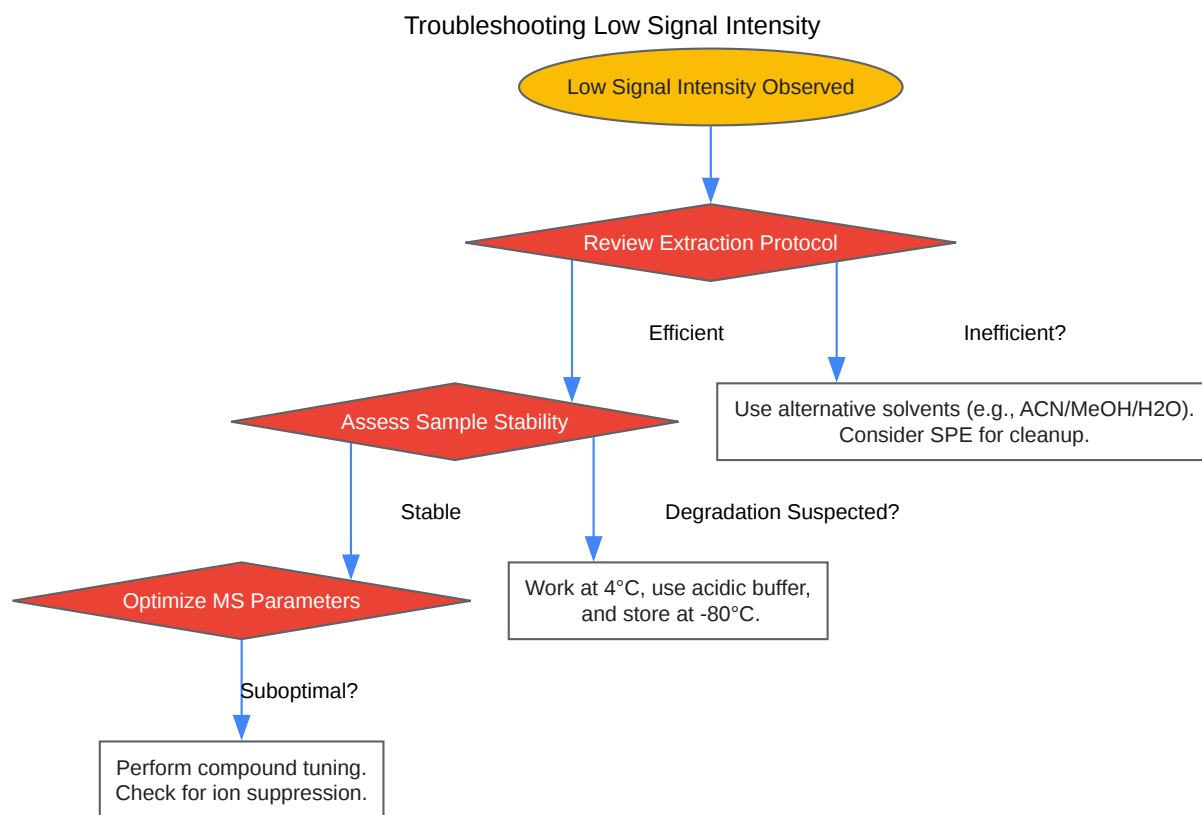 Troubleshooting Low Signal Intensity
Low Signal Intensity Observed
Review Extraction Protocol
Efficient
Inefficient?
Use alternative solvents (e.g., ACN/MeOH/H2O).
Consider SPE for cleanup.
Assess Sample Stability
Stable
Degradation Suspected?
Work at 4°C, use acidic buffer,
and store at -80°C.
Optimize MS Parameters
Suboptimal?
Perform compound tuning.
Check for ion suppression.